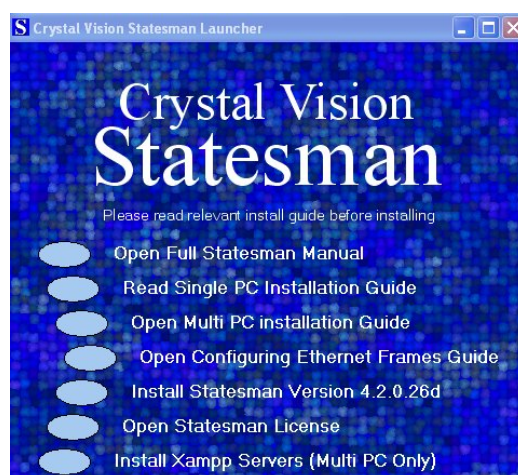 S Crystal Vision Statesman Launcher
Crystal Vision
Statesman
Please read relevant install guide before installing
Open Full Statesman Manual
Read Single PC Installation Guide
Open Multi PC installation Guide
Open Configuring Ethernet Frames Guide
Install Statesman Version 4.2.0.26d
Open Statesman License
Install Xampp Servers (Multi PC Only)